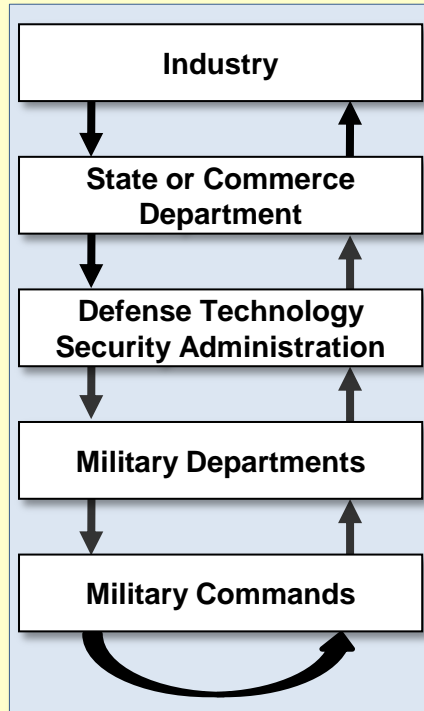 Industry
State or Commerce
Department
Defense Technology
Security Administration
Military Departments
Military Commands